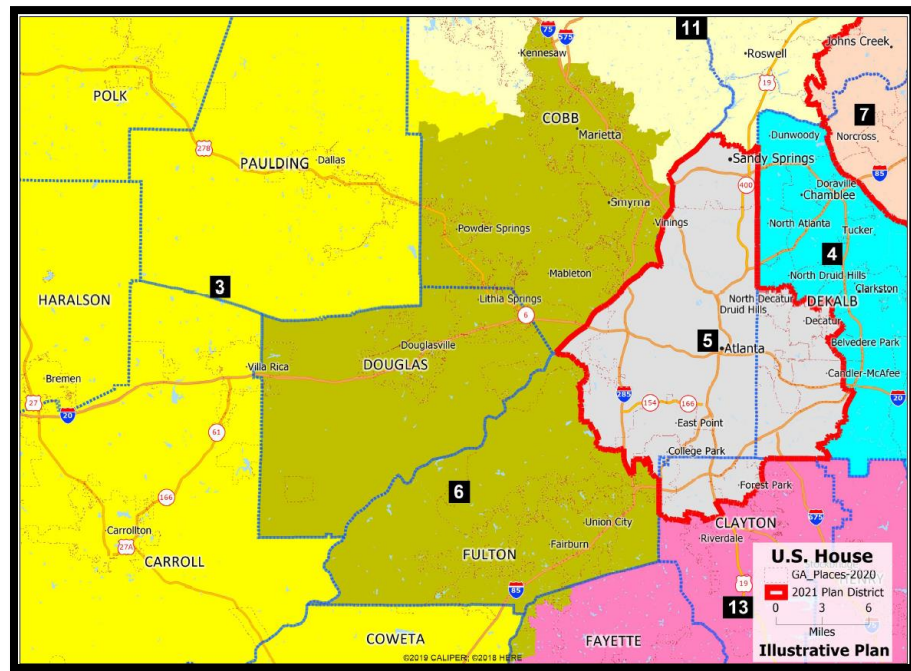 75
575
11
Roswell
Johns Creek
Kennesaw
19
POLK
COBB
7
Marietta
Dunwoody
Norcross
278
PAULDING
Dallas
Sandy Springs
85
400
Doraville
Chamblee
Smyrna
Vinings
North Atlanta
Tucker
Powder Springs
4
Mableton
North Druid Hills
3
HARALSON
Lithia Springs
North Decatur
Druid Hills
DEKALB
Clarkston
6
Decatur
Douglasville
5
Atlanta
Belvedere Park
Villa Rica
DOUGLAS
Candler-McAfee
Bremen
27
20
285
154
166
20
61
East Point
College Park
166
6
Forest Park
Union City
675
Carrollton
CLAYTON
27A
Riverdale
CARROLL
FULTON
Fairburn
85
19
13
COWETA
FAYETTE
U.S. House
GA_Places-2020
2021 Plan District
0 3 6
Miles
Illustrative Plan
©2019 CALIPER; ©2018 HERE